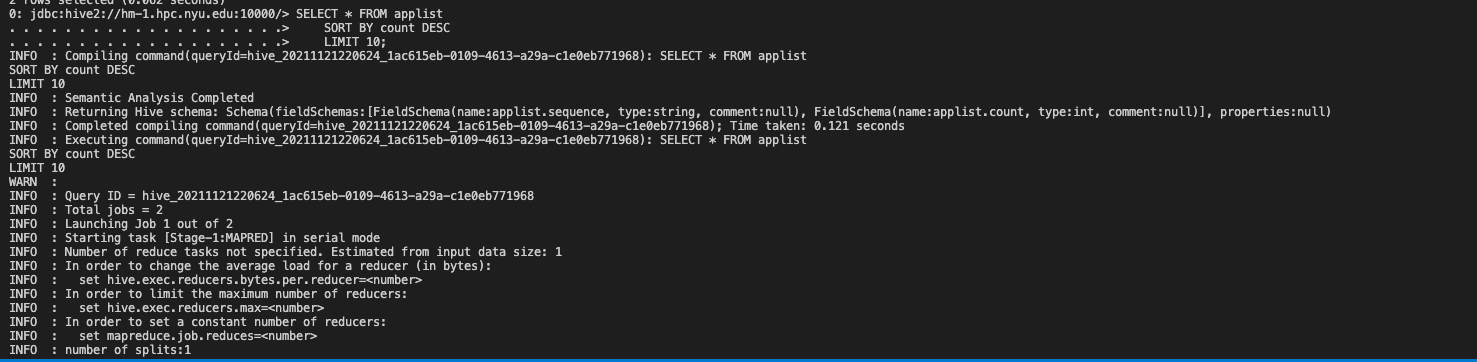 2 rows selected (0.062 seconds)
0: jdbc:hive2://hm-1.hpc.nyu.edu:10000/> SELECT * FROM applist
. . . . . . . . . . . . . . . . . . . .> SORT BY count DESC
. . . . . . . . . . . . . . . . . . . .> LIMIT 10;
INFO  : Compiling command(queryId=hive_20211121220624_1ac615eb-0109-4613-a29a-c1e0eb771968): SELECT * FROM applist
SORT BY count DESC
LIMIT 10
INFO  : Semantic Analysis Completed
INFO  : Returning Hive schema: Schema(fieldSchemas:[FieldSchema(name:applist.sequence, type:string, comment:null), FieldSchema(name:applist.count, type:int, comment:null)], properties:null)
INFO  : Completed compiling command(queryId=hive_20211121220624_1ac615eb-0109-4613-a29a-c1e0eb771968); Time taken: 0.121 seconds
INFO  : Executing command(queryId=hive_20211121220624_1ac615eb-0109-4613-a29a-c1e0eb771968): SELECT * FROM applist
SORT BY count DESC
LIMIT 10
WARN  :
INFO  : Query ID = hive_20211121220624_1ac615eb-0109-4613-a29a-c1e0eb771968
INFO  : Total jobs = 2
INFO  : Launching Job 1 out of 2
INFO  : Starting task [Stage-1:MAPRED] in serial mode
INFO  : Number of reduce tasks not specified. Estimated from input data size: 1
INFO  : In order to change the average load for a reducer (in bytes):
INFO  :   set hive.exec.reducers.bytes.per.reducer=<number>
INFO  : In order to limit the maximum number of reducers:
INFO  :   set hive.exec.reducers.max=<number>
INFO  : In order to set a constant number of reducers:
INFO  :   set mapreduce.job.reduces=<number>
INFO  : number of splits:1